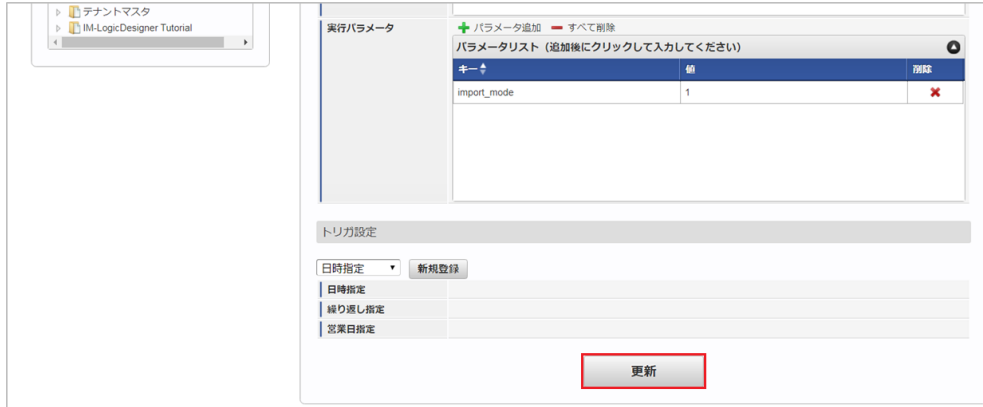 テナントマスタ
IM-LogicDesigner Tutorial
実行パラメータ
パラメータ追加 すべて削除
パラメータリスト（追加後にクリックして入力してください）
キー 値 削除
import_mode 1
トリガ設定
日時指定 新規登録
日時指定
繰り返し指定
営業日指定
更新